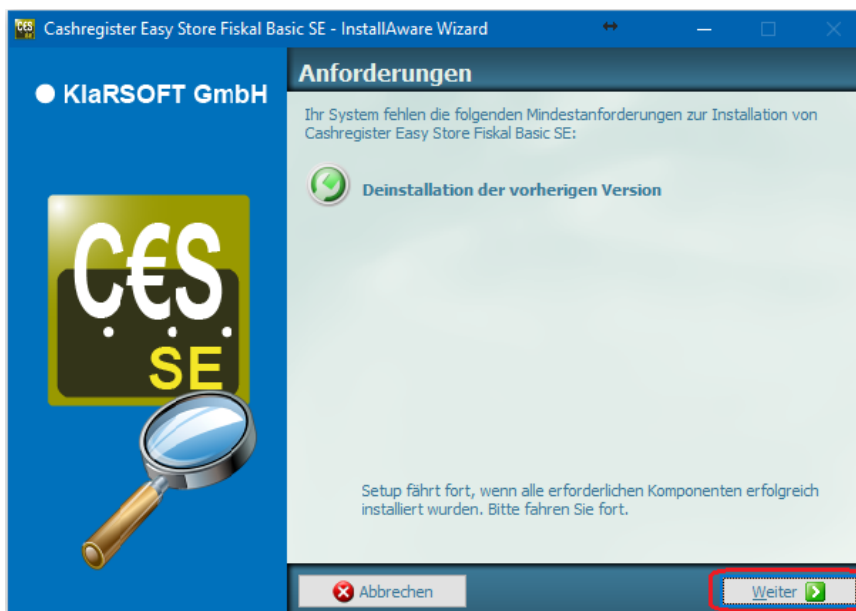 Cashregister Easy Store Fiskal Basic SE - InstallAware Wizard
KlaRSOFT GmbH
C€S
SE
Anforderungen
Ihr System fehlen die folgenden Mindestanforderungen zur Installation von
Cashregister Easy Store Fiskal Basic SE:
Deinstallation der vorherigen Version
Setup fährt fort, wenn alle erforderlichen Komponenten erfolgreich
installiert wurden. Bitte fahren Sie fort.
Abbrechen
Weiter